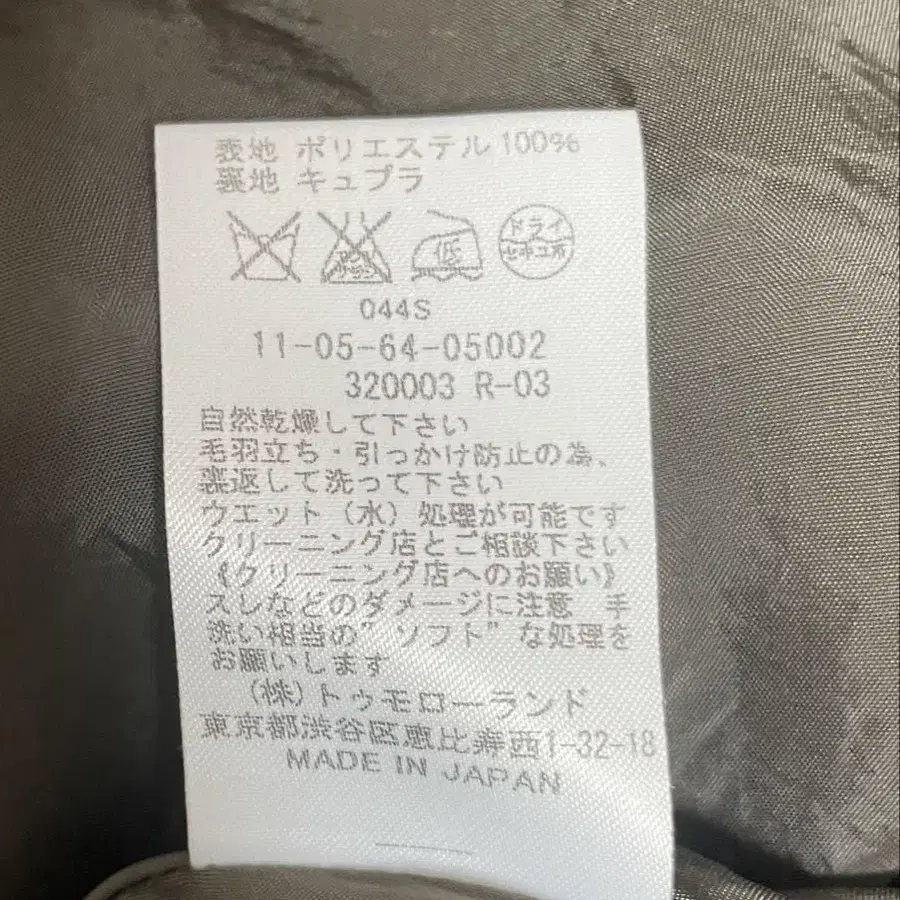 表地 ポリエステル 100%
裏地 キュプラ
低
ドライ
セキユ系
044S
11-05-64-05002
320003 R-03
自然乾燥して下さい
毛羽立ち・引っかけ防止の為、
裏返して洗って下さい
ウエット（水）処理が可能です
クリーニング店とご相談下さい
《クリーニング店へのお願い》
スレなどのダメージに注意 手
洗い相当の”ソフト”な処理を
お願いします
(株)トゥモローランド
東京都渋谷区恵比寿西1-32-18
MADE IN JAPAN